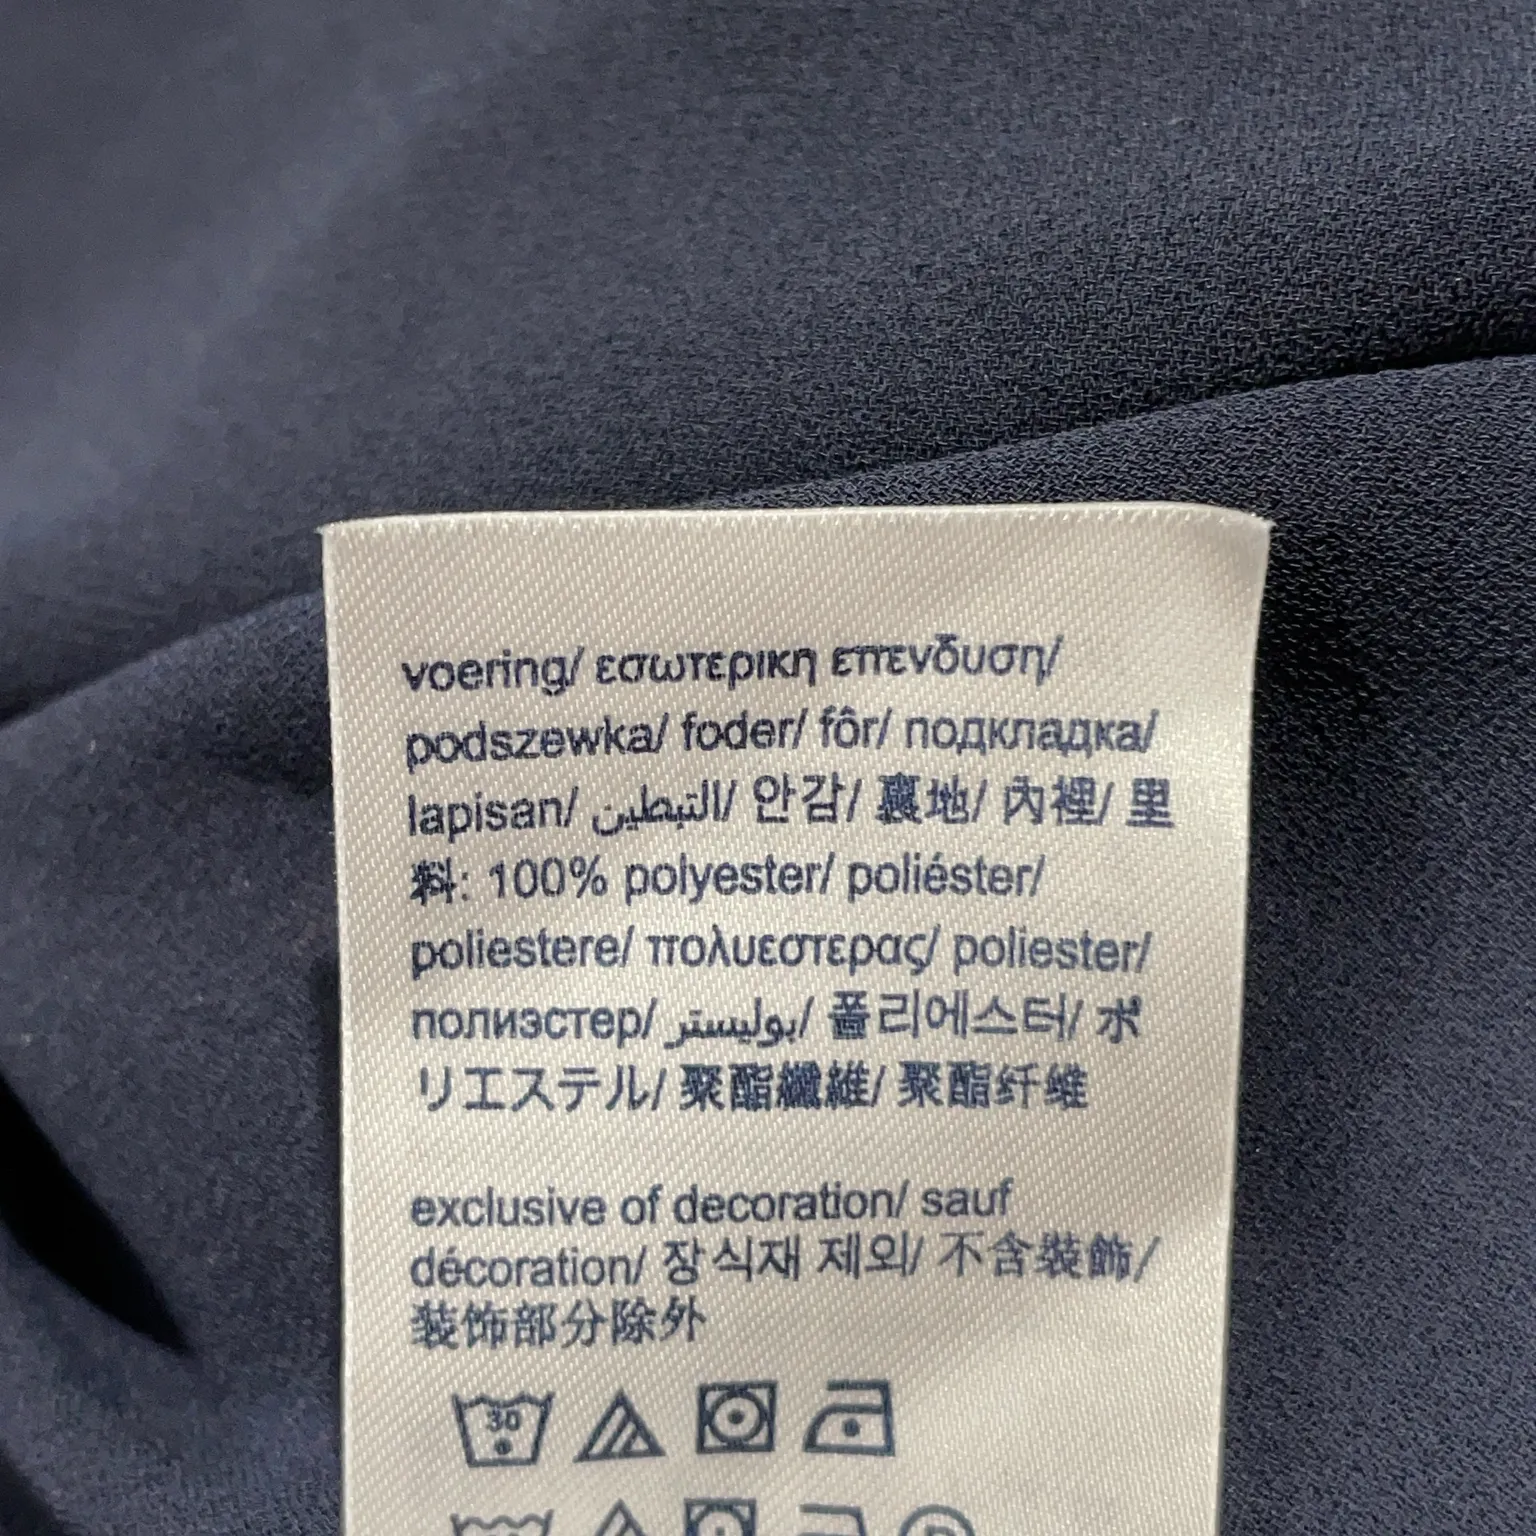 voering/ εσωτερικη επενδυση/
podszewka/ foder/ fôr/ подкладка/
lapisan/ التبطين/ 안감/ 裏地/ 內裡/ 里
料: 100% polyester/ poliéster/
poliestere/ πολυεστερας/ poliester/
полиэстер/ بوليستر/ 폴리에스터/ ポ
リエステル/ 聚酯纖維/ 聚酯纤维
exclusive of decoration/ sauf
décoration/ 장식재 제외/ 不含裝飾/
装饰部分除外
30